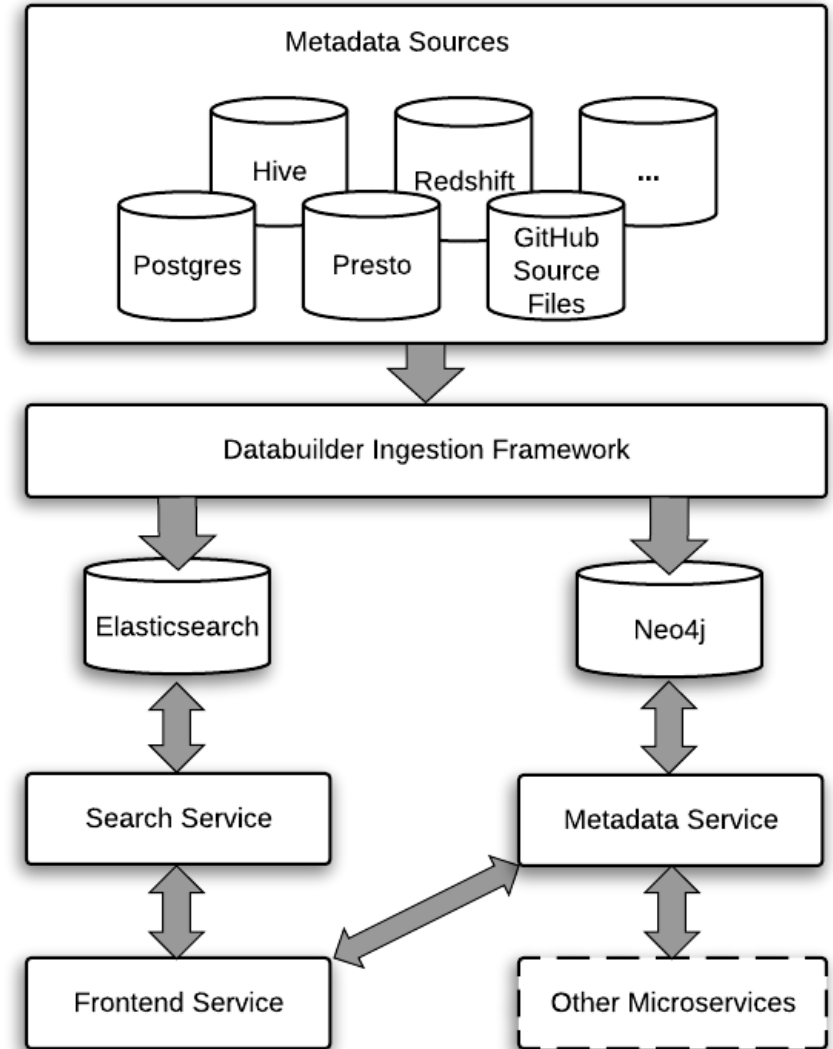 Metadata Sources
Hive
Redshift
...
Postgres
Presto
GitHub
Source
Files
Databuilder Ingestion Framework
Elasticsearch
Neo4j
Search Service
Metadata Service
Frontend Service
Other Microservices